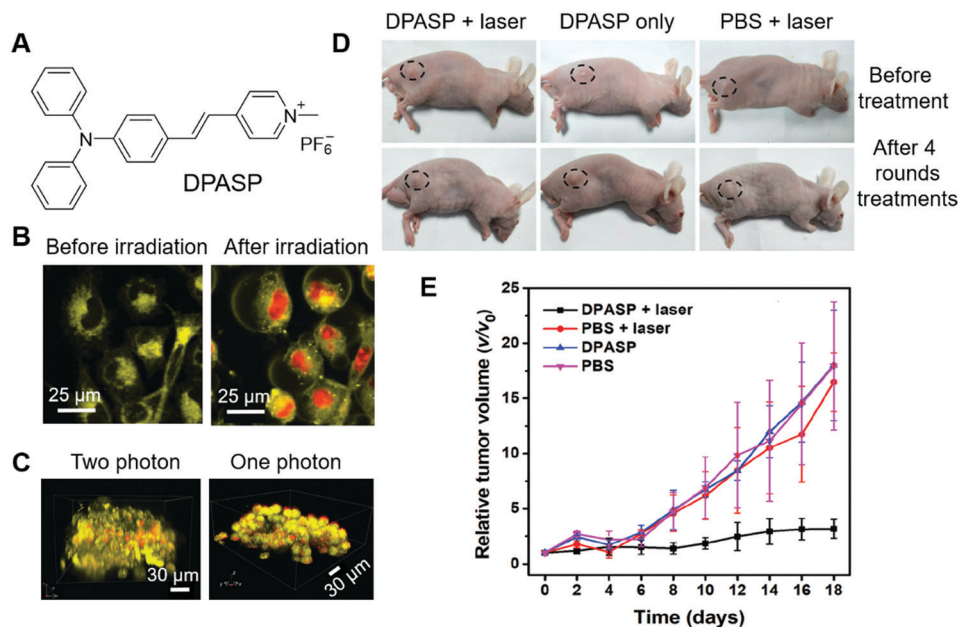 A
N
N
+
PF6−
DPASP
B
Before irradiation
After irradiation
25 μm
25 μm
C
Two photon
One photon
30 μm
30 μm
D
DPASP + laser
DPASP only
PBS + laser
Before
treatment
After 4
rounds
treatments
E
Relative tumor volume (v/v0)
25
20
15
10
5
0
DPASP + laser
PBS + laser
DPASP
PBS
0 2 4 6 8 10 12 14 16 18
Time (days)